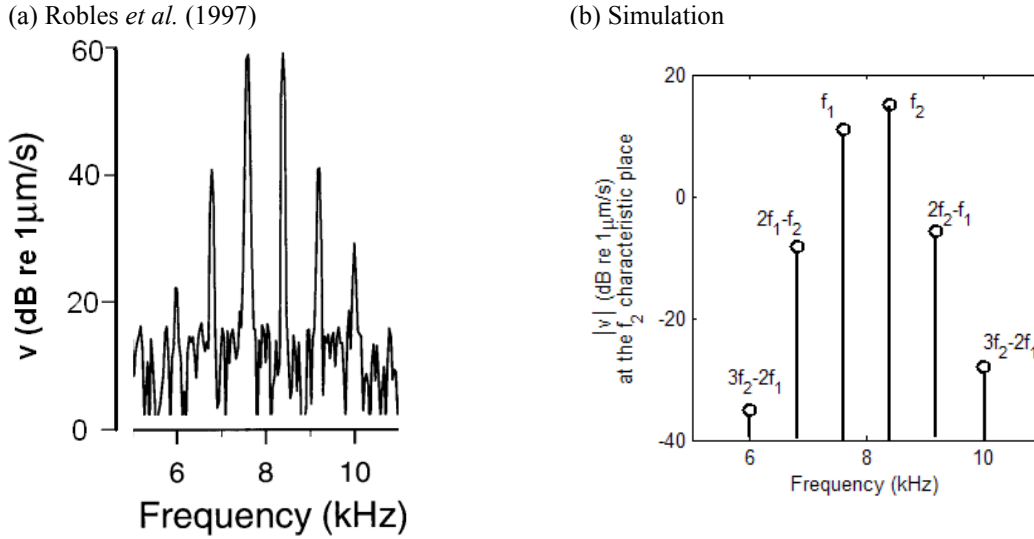 (a) Robles et al. (1997)
60
40
20
0
v (dB re 1μm/s)
6
8
10
Frequency (kHz)
(b) Simulation
20
0
-20
-40
|v| (dB re 1μm/s)
at the f2 characteristic place
f1
f2
2f1-f2
2f2-f1
3f2-2f1
3f2-2f1
6
8
10
Frequency (kHz)